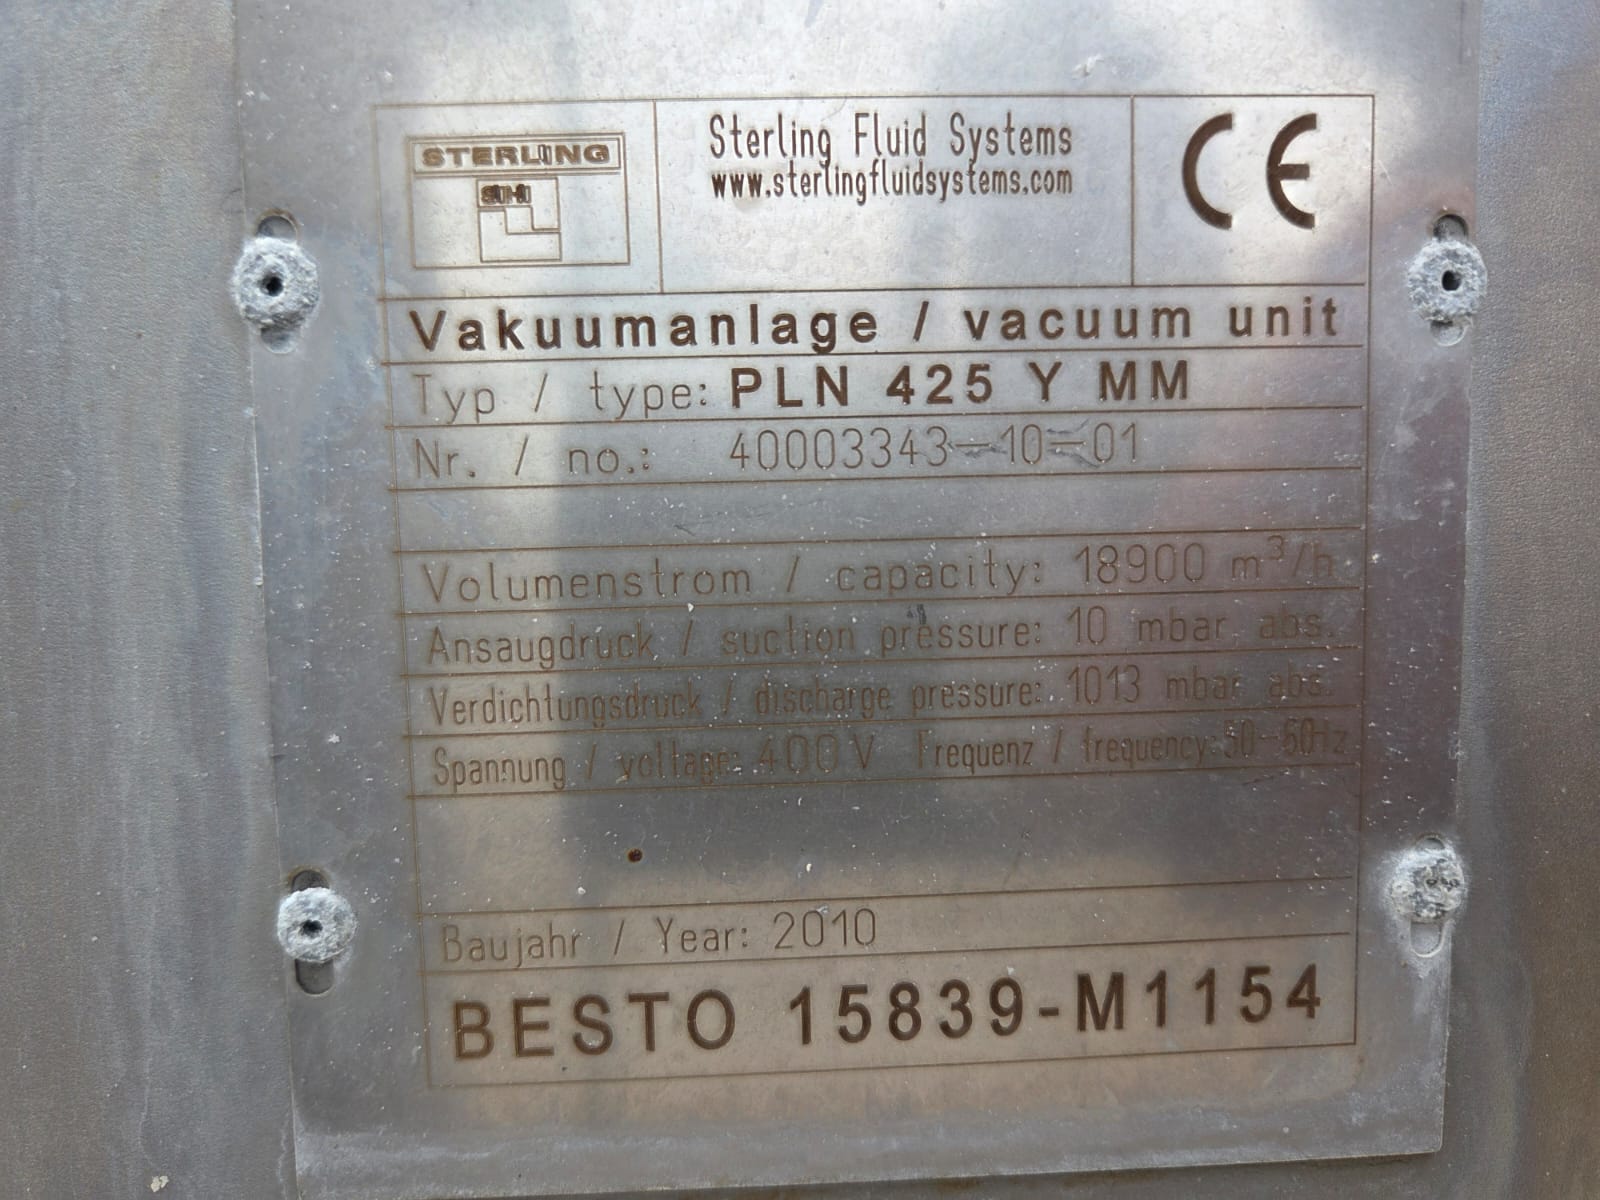 STERLING
SIHI
Sterling Fluid Systems
www.sterlingfluidsystems.com
CE
Vakuumanlage / vacuum unit
Typ / type: PLN 425 Y MM
Nr. / no.: 40003343-10-01
Volumenstrom / capacity: 18900 m³/h
Ansaugdruck / suction pressure: 10 mbar abs.
Verdichtungsdruck / discharge pressure: 1013 mbar abs.
Spannung / voltage: 400 V Frequenz / frequency: 50-60Hz
Baujahr / Year: 2010
BESTO 15839-M1154